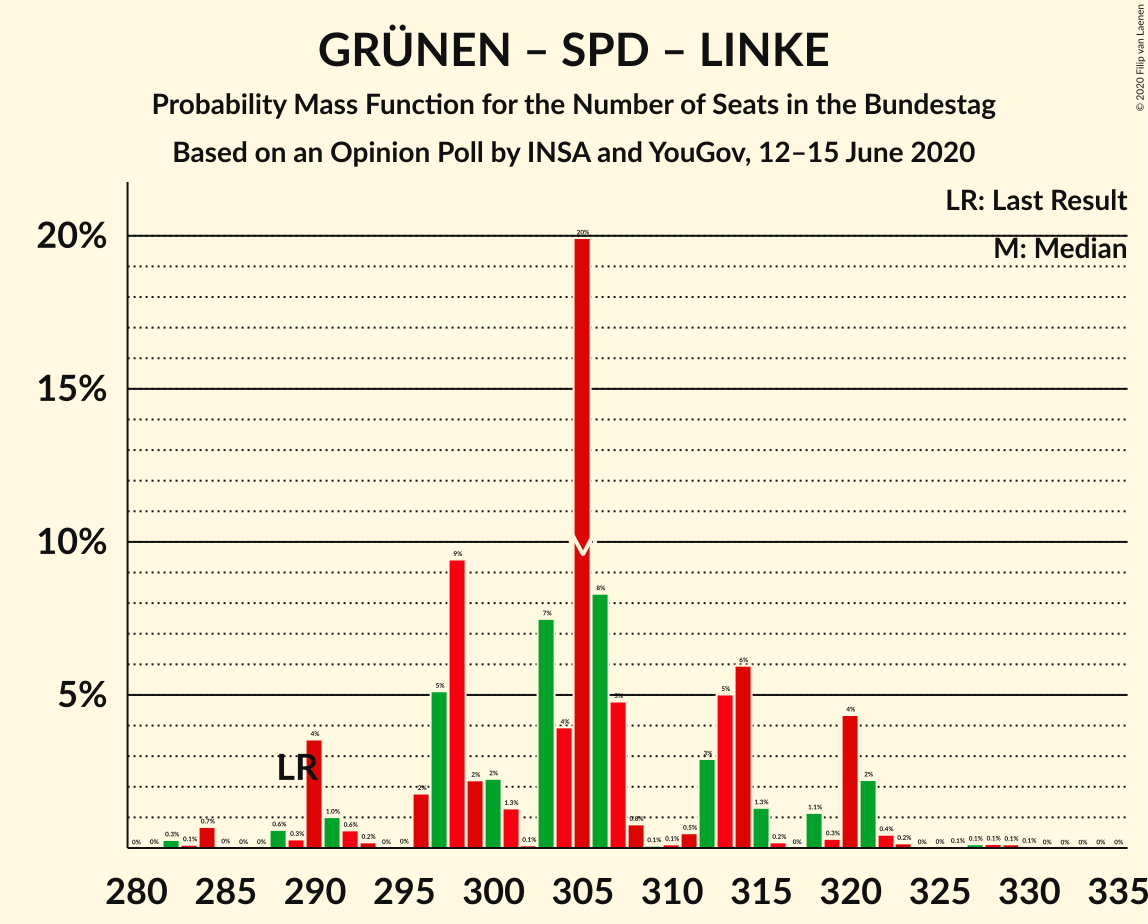 GRÜNEN – SPD – LINKE
Probability Mass Function for the Number of Seats in the Bundestag
Based on an Opinion Poll by INSA and YouGov, 12–15 June 2020
© 2020 Filip van Laenen
LR: Last Result
M: Median
20%
15%
10%
5%
LR
0% 0% 0.3% 0.1% 0.7% 0% 0% 0% 0.6% 0.3% 4% 1.0% 0.6% 0.2% 0% 0% 2% 5% 9% 2% 2% 1.3% 0.1% 7% 4% 20% 8% 5% 0.8% 0.1% 0.1% 0.5% 3% 5% 6% 1.3% 0.2% 0% 1.1% 0.3% 4% 2% 0.4% 0.2% 0% 0% 0.1% 0.1% 0.1% 0.1% 0.1% 0% 0% 0% 0% 0%
280 285 290 295 300 305 310 315 320 325 330 335